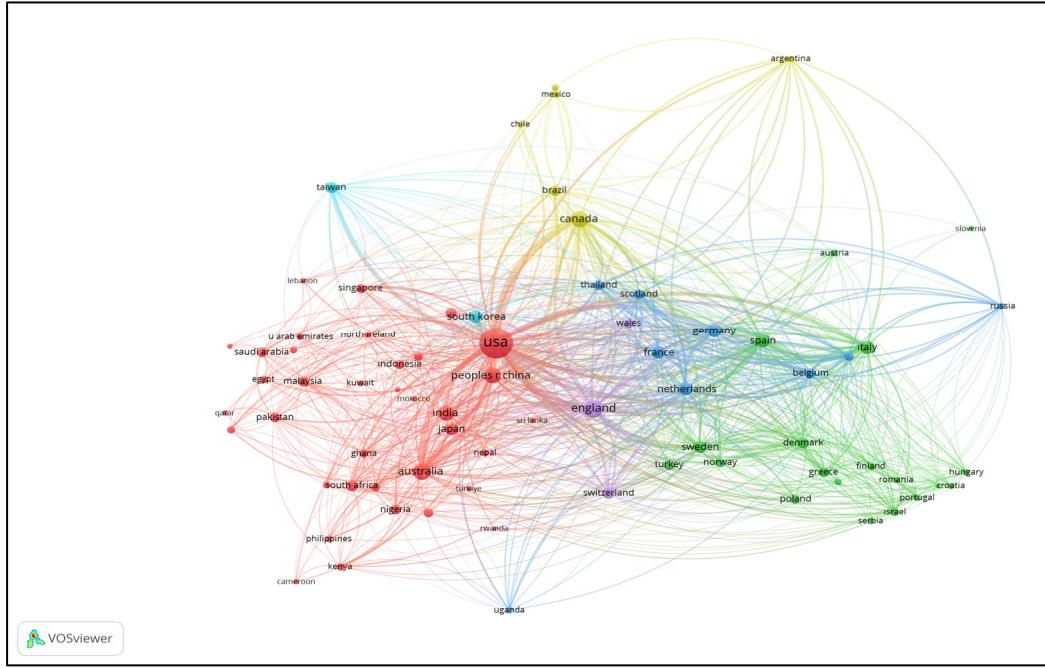 argentina
mexico
chile
taiwan
brazil
canada
slovenia
austria
lebanon
singapore
thailand
scotland
russia
south korea
wales
u arab emirates
north ireland
usa
germany
spain
italy
saudi arabia
indonesia
france
egypt
malaysia
kuwait
peoples r china
netherlands
belgium
morocco
qatar
pakistan
india
england
sri lanka
japan
ghana
nepal
sweden
denmark
australia
turkey
norway
greece
finland
hungary
south africa
turkiye
switzerland
romania
croatia
nigeria
poland
portugal
israel
serbia
rwanda
philippines
kenya
cameroon
uganda
VOSviewer